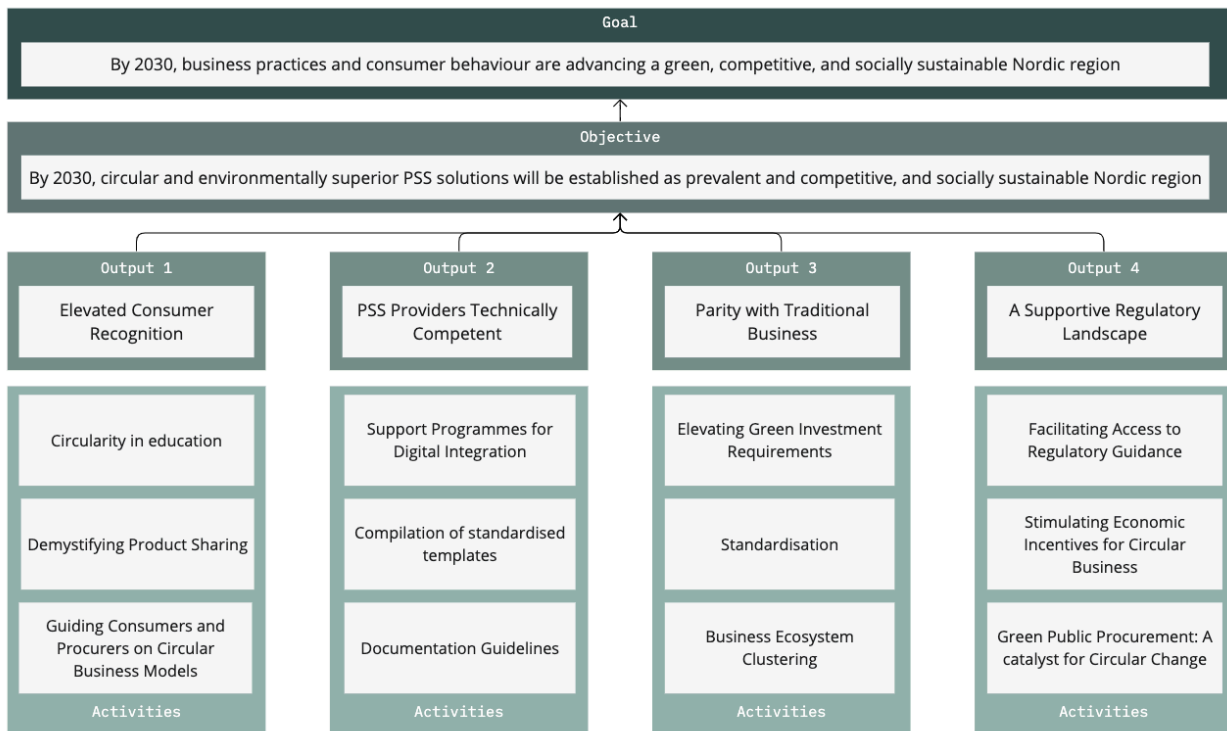 Goal
By 2030, business practices and consumer behaviour are advancing a green, competitive, and socially sustainable Nordic region
Objective
By 2030, circular and environmentally superior PSS solutions will be established as prevalent and competitive, and socially sustainable Nordic region
Output 1
Elevated Consumer
Recognition
Circularity in education
Demystifying Product Sharing
Guiding Consumers and
Procurers on Circular
Business Models
Activities
Output 2
PSS Providers Technically
Competent
Support Programmes for
Digital Integration
Compilation of standardised
templates
Documentation Guidelines
Activities
Output 3
Parity with Traditional
Business
Elevating Green Investment
Requirements
Standardisation
Business Ecosystem
Clustering
Activities
Output 4
A Supportive Regulatory
Landscape
Facilitating Access to
Regulatory Guidance
Stimulating Economic
Incentives for Circular
Business
Green Public Procurement: A
catalyst for Circular Change
Activities